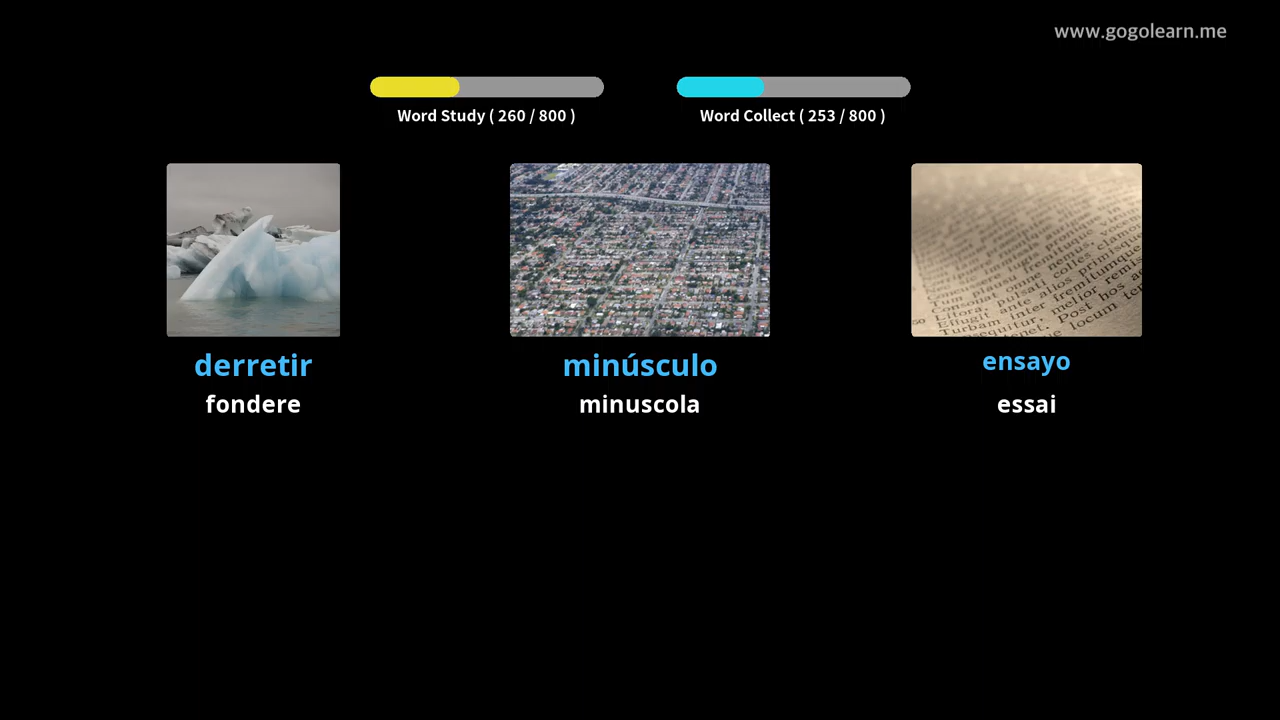 www.gogolearn.me
Word Study ( 260 / 800 )
Word Collect ( 253 / 800 )
derretir
fondere
minúsculo
minuscola
ensayo
essai